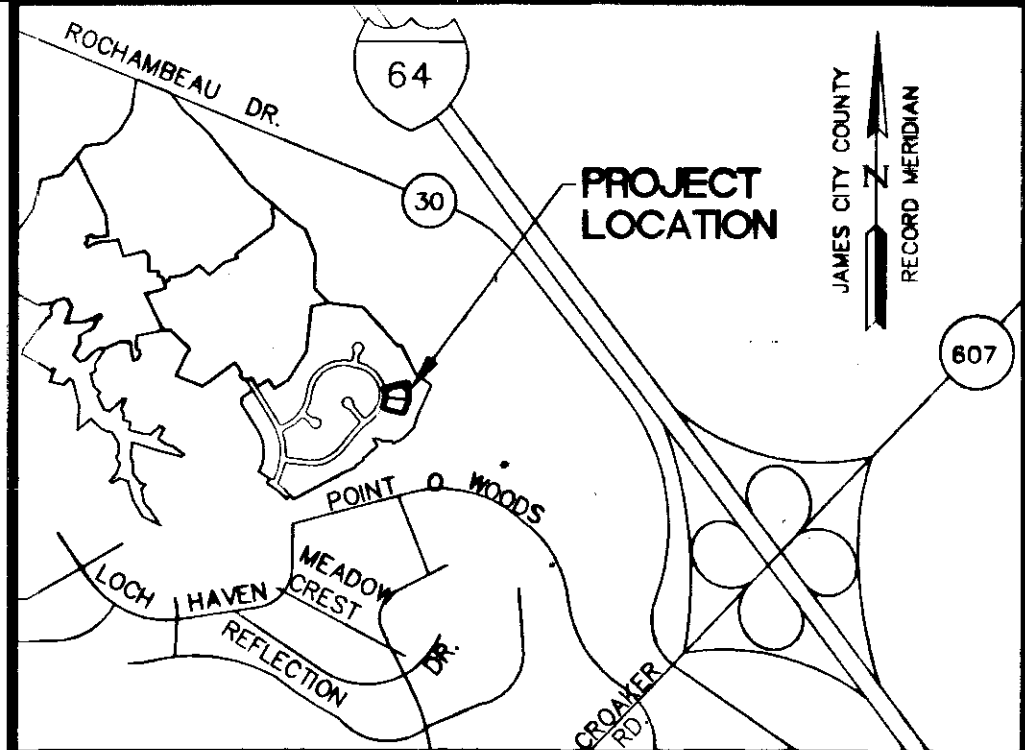 ROCHAMBEAU DR.
64
30
PROJECT
LOCATION
JAMES CITY COUNTY
N
RECORD MERIDIAN
607
POINT O WOODS
MEADOW
CREST
LOCH HAVEN
REFLECTION
DR.
CROAKER
RD.